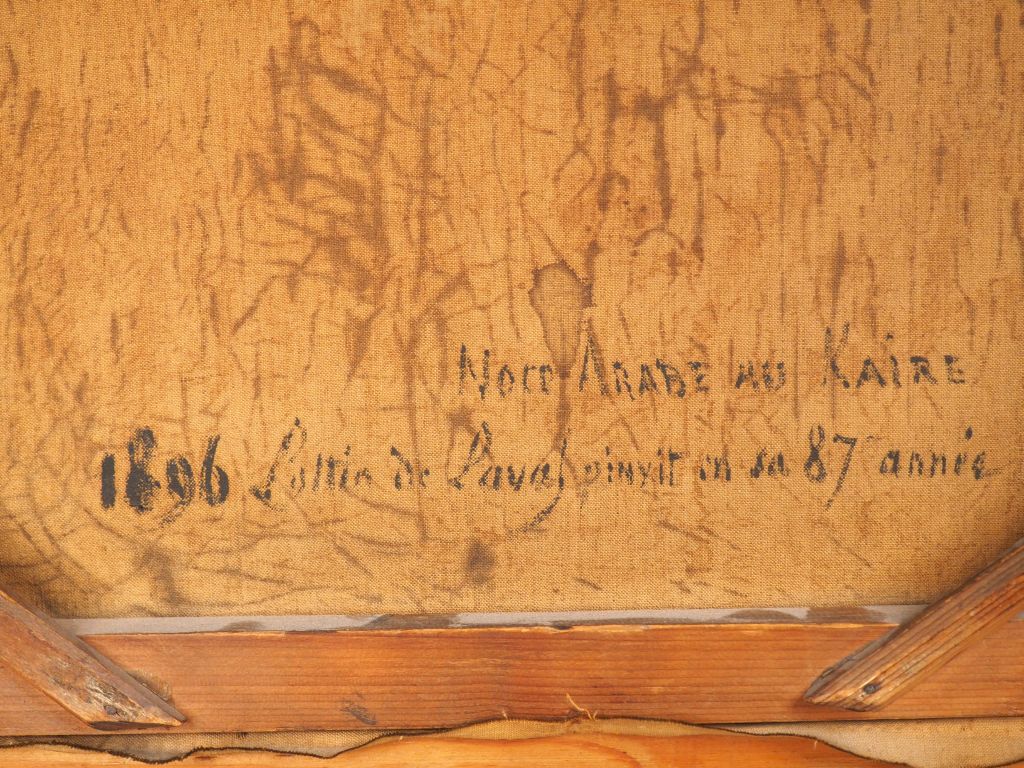 Noce Arabe au Kaire
1896 Lottin de Laval pinxit en sa 87e année